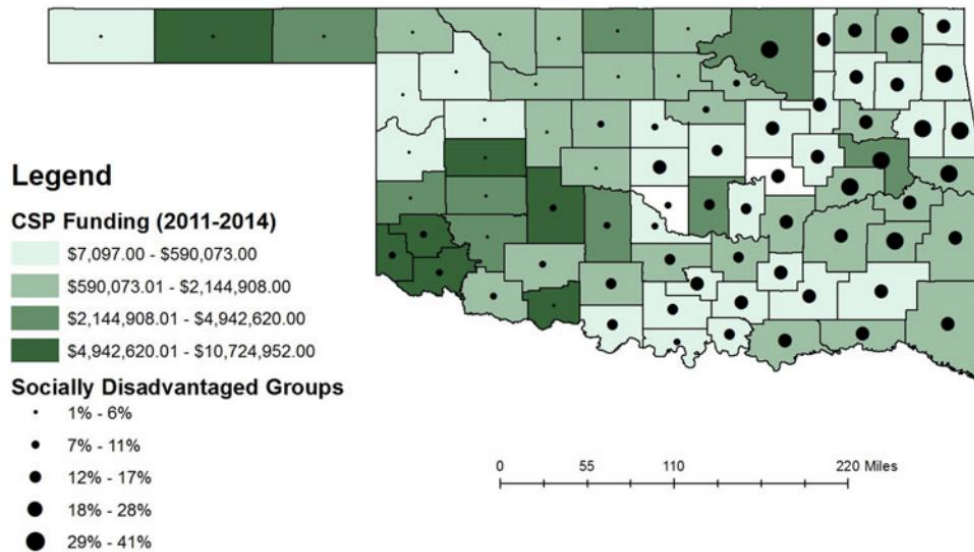 Legend
CSP Funding (2011-2014)
$7,097.00 - $590,073.00
$590,073.01 - $2,144,908.00
$2,144,908.01 - $4,942,620.00
$4,942,620.01 - $10,724,952.00
Socially Disadvantaged Groups
1% - 6%
7% - 11%
12% - 17%
18% - 28%
29% - 41%
0 55 110 220 Miles